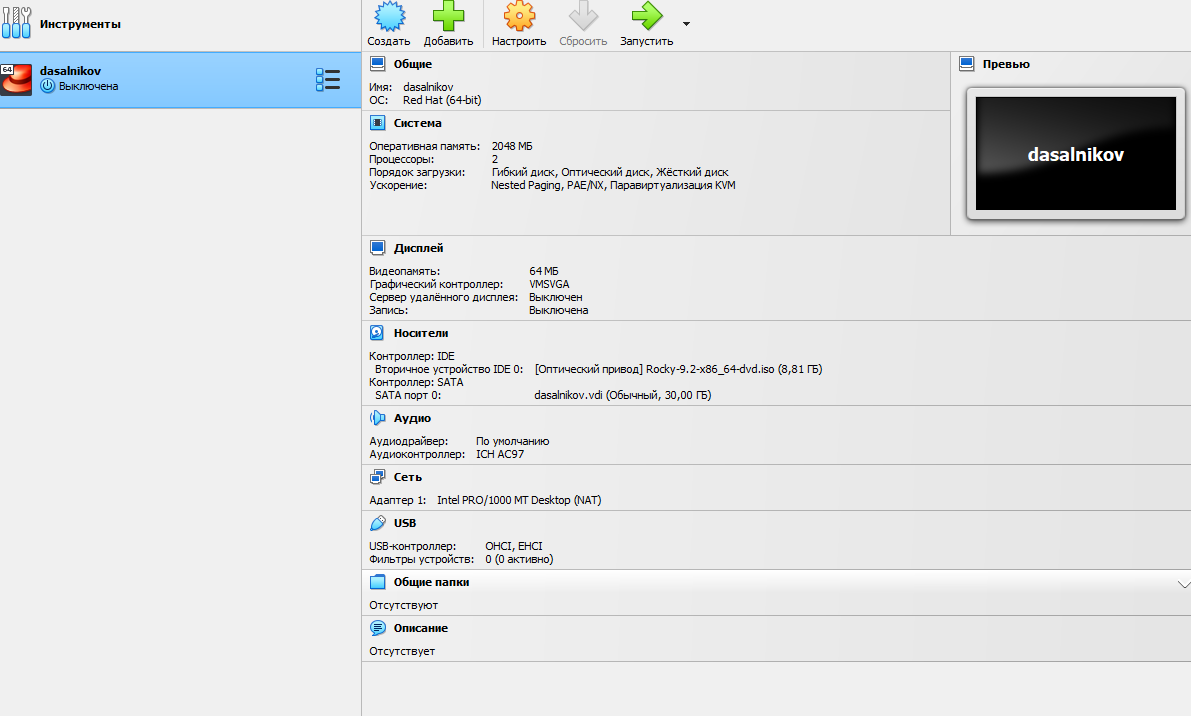 Инструменты
Создать Добавить Настроить Сбросить Запустить
64
dasalnikov
Выключена
Общие
Имя: dasalnikov
ОС: Red Hat (64-bit)
Превью
dasalnikov
Система
Оперативная память: 2048 МБ
Процессоры: 2
Порядок загрузки: Гибкий диск, Оптический диск, Жёсткий диск
Ускорение: Nested Paging, PAE/NX, Паравиртуализация KVM
Дисплей
Видеопамять: 64 МБ
Графический контроллер: VMSVGA
Сервер удалённого дисплея: Выключен
Запись: Выключена
Носители
Контроллер: IDE
Вторичное устройство IDE 0: [Оптический привод] Rocky-9.2-x86_64-dvd.iso (8,81 ГБ)
Контроллер: SATA
SATA порт 0: dasalnikov.vdi (Обычный, 30,00 ГБ)
Аудио
Аудиодрайвер: По умолчанию
Аудиоконтроллер: ICH AC97
Сеть
Адаптер 1: Intel PRO/1000 MT Desktop (NAT)
USB
USB-контроллер: OHCI, EHCI
Фильтры устройств: 0 (0 активно)
Общие папки
Отсутствуют
Описание
Отсутствует